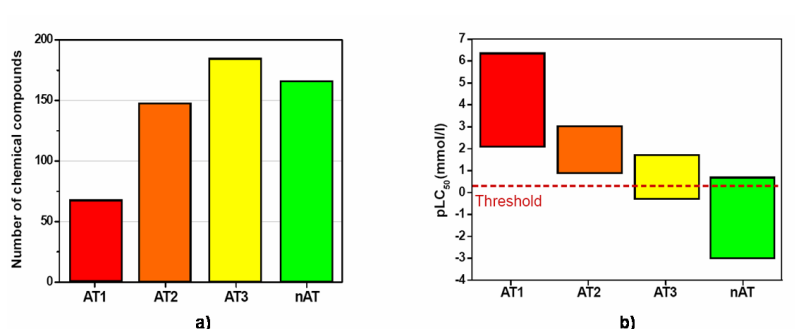 200
150
100
50
0
Number of chemical compounds
AT1 AT2 AT3 nAT
a)
7
6
5
4
3
2
1
0
-1
-2
-3
-4
pLC50(mmol/l)
Threshold
AT1 AT2 AT3 nAT
b)